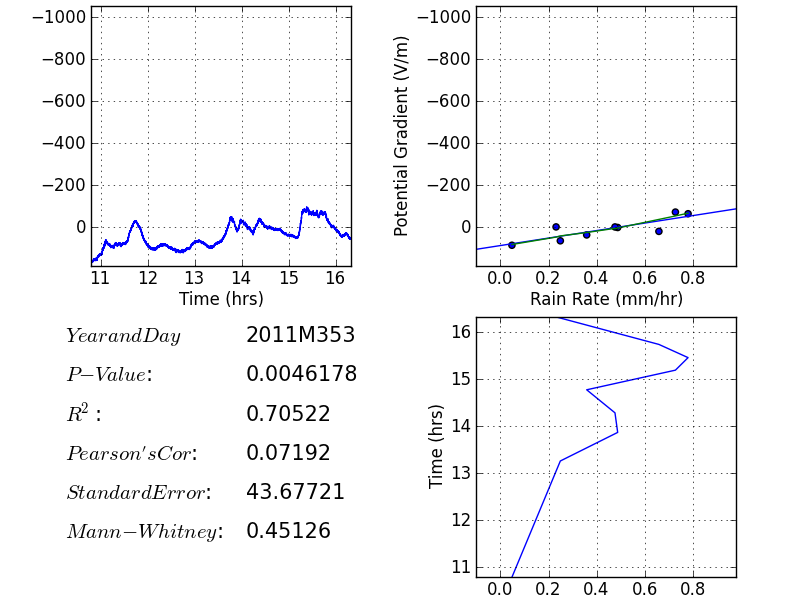 −1000
−800
−600
−400
−200
0
11 12 13 14 15 16
Time (hrs)
−1000
−800
−600
−400
−200
0
Potential Gradient (V/m)
0.0 0.2 0.4 0.6 0.8
Rain Rate (mm/hr)
YearandDay 2011M353
P−Value: 0.0046178
R²: 0.70522
Pearson'sCor: 0.07192
StandardError: 43.67721
Mann−Whitney: 0.45126
16
15
14
13
12
11
Time (hrs)
0.0 0.2 0.4 0.6 0.8